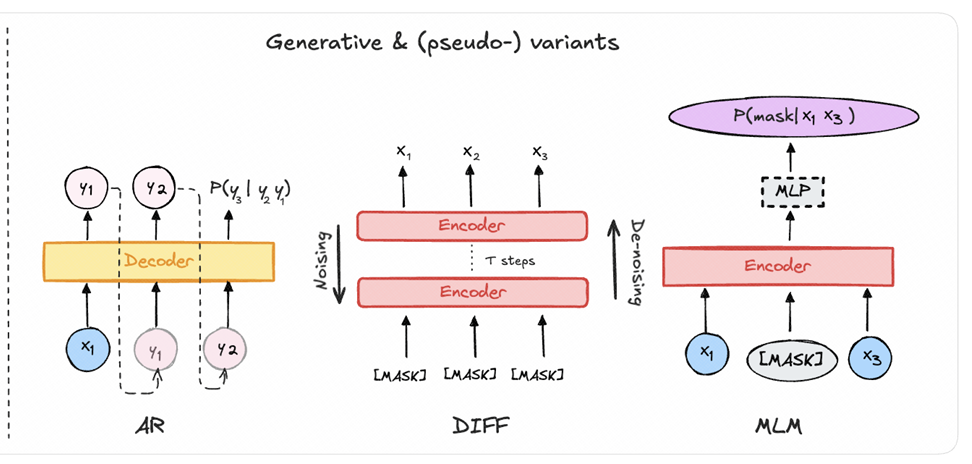 Generative & (pseudo-) variants
y1
y2
P(y3 | y2 y1)
Decoder
x1
y1
y2
AR
x1
x2
x3
Noising
Encoder
T steps
Encoder
De-noising
[MASK]
[MASK]
[MASK]
DIFF
P(mask| x1 x3 )
MLP
Encoder
x1
[MASK]
x3
MLM